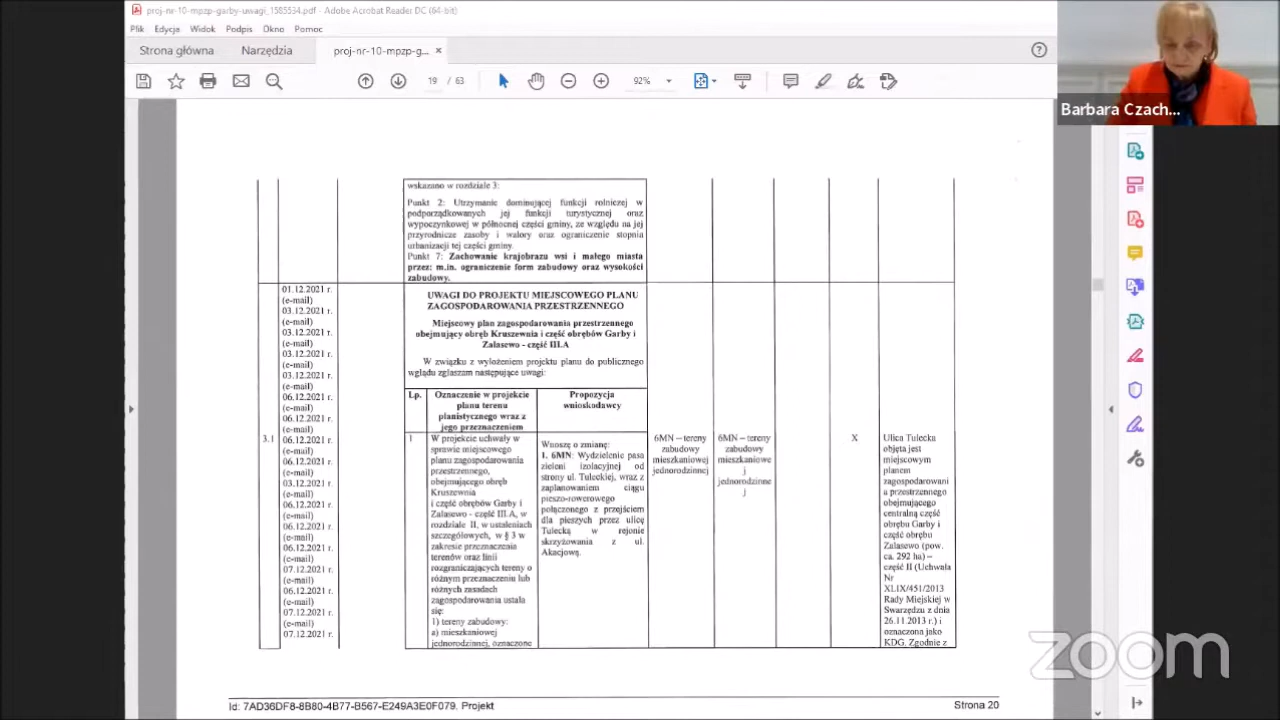 proj-nr-10-mpzp-garby-uwagi_1585534.pdf - Adobe Acrobat Reader DC (64-bit)
Plik Edycja Widok Podpis Okno Pomoc
Strona główna Narzędzia proj-nr-10-mpzp-g... ×
19 / 63 92%
Barbara Czach...
wskazano w rozdziale 3:
Punkt 2: Utrzymanie dominującej funkcji rolniczej w
podporządkowanych jej funkcji turystycznej oraz
wypoczynkowej w północnej części gminy, ze względu na jej
przyrodnicze zasoby i walory oraz ograniczenie stopnia
urbanizacji tej części gminy.
Punkt 7: Zachowanie krajobrazu wsi i małego miasta
przez: m.in. ograniczenie form zabudowy oraz wysokości
zabudowy.
3.1
01.12.2021 r.
(e-mail)
03.12.2021 r.
(e-mail)
03.12.2021 r.
(e-mail)
03.12.2021 r.
(e-mail)
03.12.2021 r.
(e-mail)
06.12.2021 r.
(e-mail)
06.12.2021 r.
(e-mail)
06.12.2021 r.
(e-mail)
06.12.2021 r.
(e-mail)
03.12.2021 r.
(e-mail)
06.12.2021 r.
(e-mail)
06.12.2021 r.
(e-mail)
06.12.2021 r.
(e-mail)
07.12.2021 r.
(e-mail)
06.12.2021 r.
(e-mail)
07.12.2021 r.
(e-mail)
07.12.2021 r.
UWAGI DO PROJEKTU MIEJSCOWEGO PLANU
ZAGOSPODAROWANIA PRZESTRZENNEGO
Miejscowy plan zagospodarowania przestrzennego
obejmujący obręb Kruszewnia i część obrębów Garby i
Zalasewo - część III.A
W związku z wyłożeniem projektu planu do publicznego
wglądu zgłaszam następujące uwagi:
Lp.
Oznaczenie w projekcie
planu terenu
planistycznego wraz z
jego przeznaczeniem
Propozycja
wnioskodawcy
1
W projekcie uchwały w
sprawie miejscowego
planu zagospodarowania
przestrzennego,
obejmującego obręb
Kruszewnia
i część obrębów Garby i
Zalasewo - część III.A, w
rozdziale II, w ustaleniach
szczegółowych, w § 3 w
zakresie przeznaczenia
terenów oraz linii
rozgraniczających tereny o
różnym przeznaczeniu lub
różnych zasadach
zagospodarowania ustala
się:
1) tereny zabudowy:
a) mieszkaniowej
jednorodzinnej, oznaczone
Wnoszę o zmianę:
1. 6MN: Wydzielenie pasa
zieleni izolacyjnej od
strony ul. Tuleckiej, wraz z
zaplanowaniem ciągu
pieszo-rowerowego
połączonego z przejściem
dla pieszych przez ulicę
Tulecką w rejonie
skrzyżowania z ul.
Akacjową.
6MN – tereny
zabudowy
mieszkaniowej
jednorodzinnej
6MN – tereny
zabudowy
mieszkaniowe
j
jednorodzinne
j
X
Ulica Tulecka
objęta jest
miejscowym
planem
zagospodarowani
a przestrzennego
obejmującego
centralną część
obrębu Garby i
część obrębu
Zalasewo (pow.
ca. 292 ha) –
część II (Uchwała
Nr
XLIX/451/2013
Rady Miejskiej w
Swarzędzu z dnia
26.11.2013 r.) i
oznaczona jako
KDG. Zgodnie z
Id: 7AD36DF8-8B80-4B77-B567-E249A3E0F079. Projekt
Strona 20
zoom